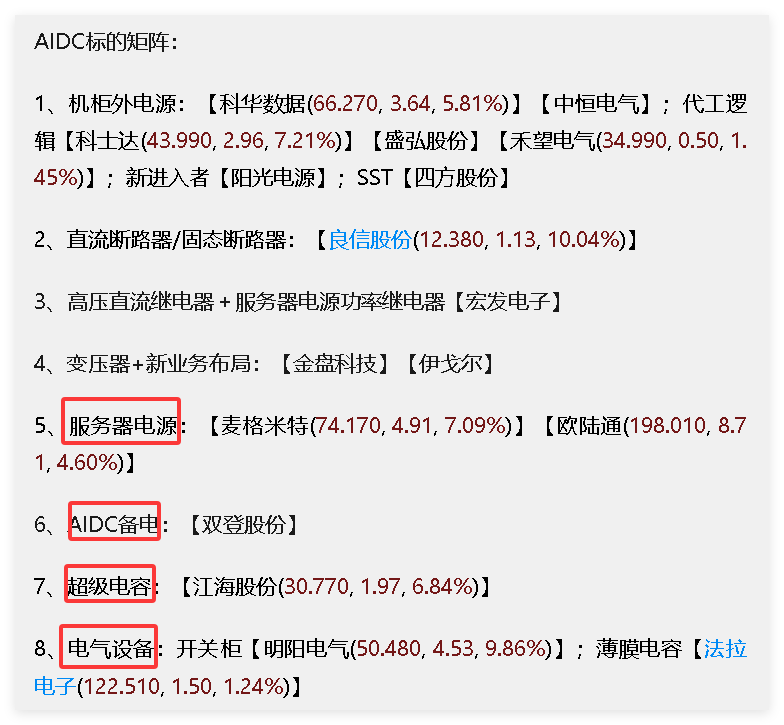 AIDC标的矩阵：
1、机柜外电源：【科华数据(66.270, 3.64, 5.81%)】【中恒电气】；代工逻
辑【科士达(43.990, 2.96, 7.21%)】【盛弘股份】【禾望电气(34.990, 0.50, 1.
45%)】；新进入者【阳光电源】；SST【四方股份】
2、直流断路器/固态断路器：【良信股份(12.380, 1.13, 10.04%)】
3、高压直流继电器＋服务器电源功率继电器【宏发电子】
4、变压器+新业务布局：【金盘科技】【伊戈尔】
5、服务器电源：【麦格米特(74.170, 4.91, 7.09%)】【欧陆通(198.010, 8.7
1, 4.60%)】
6、AIDC备电：【双登股份】
7、超级电容：【江海股份(30.770, 1.97, 6.84%)】
8、电气设备：开关柜【明阳电气(50.480, 4.53, 9.86%)】；薄膜电容【法拉
电子(122.510, 1.50, 1.24%)】